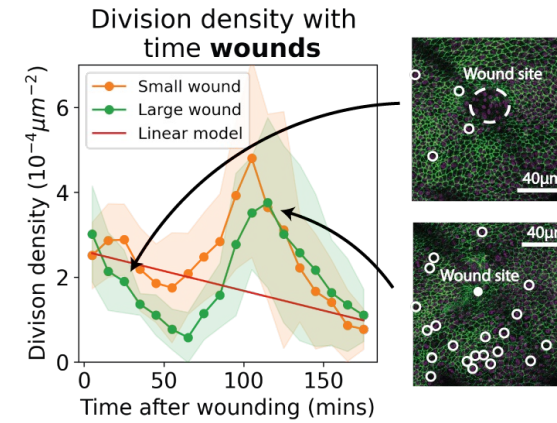 Division density with
time wounds
Small wound
Large wound
Linear model
Divison density (10⁻⁴μm⁻²)
6
4
2
0
0
50
100
150
Time after wounding (mins)
Wound site
40μm
40μm
Wound site